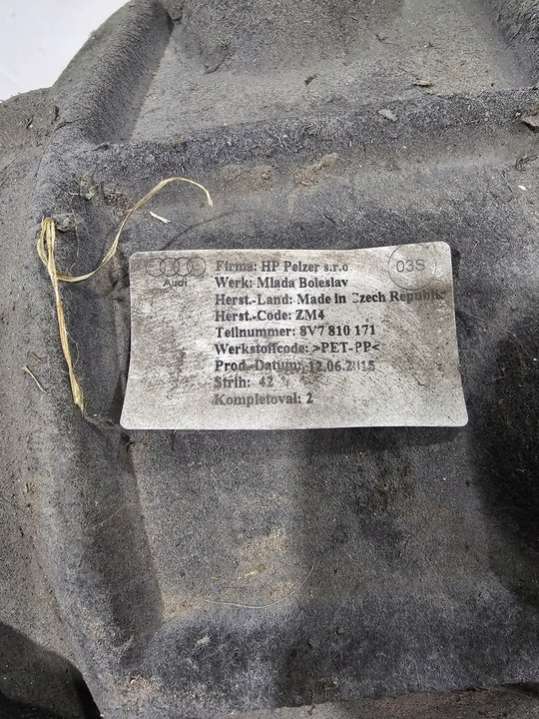 Audi
03S
Firma: HP Pelzer s.r.o
Werk: Mlada Boleslav
Herst.-Land: Made in Czech Republic
Herst.-Code: ZM4
Teilnummer: 8V7 810 171
Werkstoffcode: >PET-PP<
Prod.-Datum: 12.06.2015
Strih: 42
Kompletoval: 2